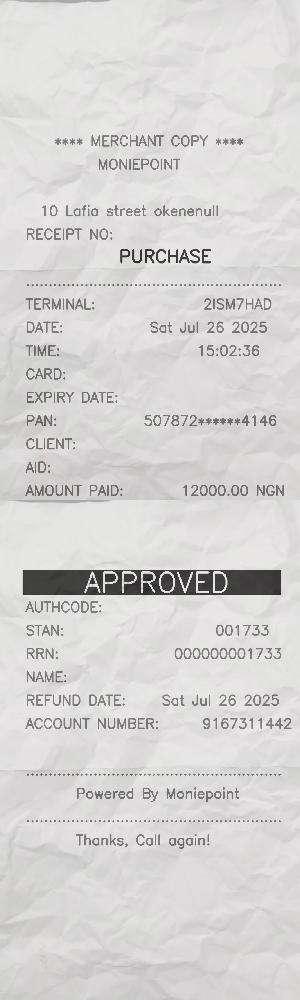 **** MERCHANT COPY ****
MONIEPOINT
10 Lafia street okenenull
RECEIPT NO:
PURCHASE
TERMINAL: 2ISM7HAD
DATE: Sat Jul 26 2025
TIME: 15:02:36
CARD:
EXPIRY DATE:
PAN: 507872******4146
CLIENT:
AID:
AMOUNT PAID: 12000.00 NGN
APPROVED
AUTHCODE:
STAN: 001733
RRN: 000000001733
NAME:
REFUND DATE: Sat Jul 26 2025
ACCOUNT NUMBER: 9167311442
Powered By Moniepoint
Thanks, Call again!